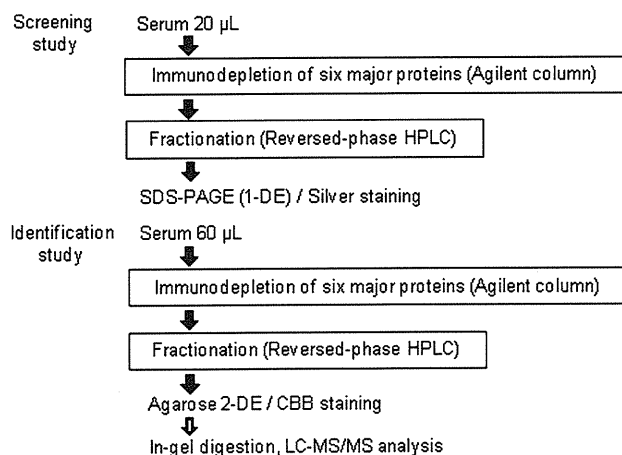 Screening
study
Serum 20 µL
Immunodepletion of six major proteins (Agilent column)
Fractionation (Reversed-phase HPLC)
SDS-PAGE (1-DE) / Silver staining
Identification
study
Serum 60 µL
Immunodepletion of six major proteins (Agilent column)
Fractionation (Reversed-phase HPLC)
Agarose 2-DE / CBB staining
In-gel digestion, LC-MS/MS analysis